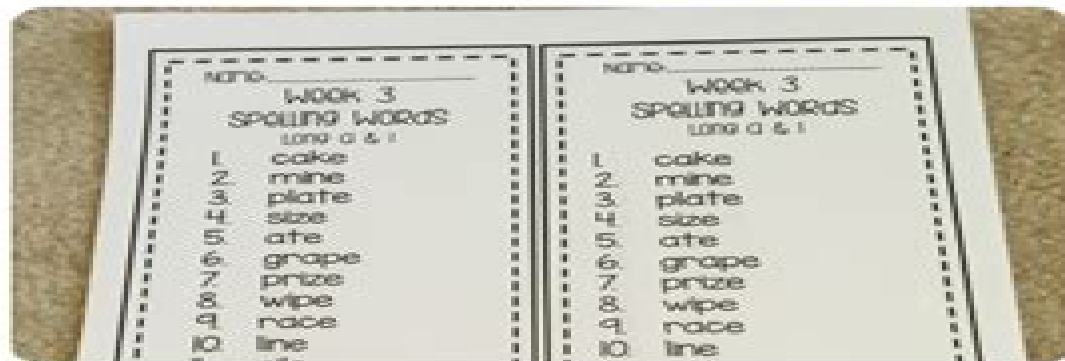 Name
Week 3
Spelling Words
Long a & i
1. cake
2. mine
3. plate
4. size
5. ate
6. grape
7. prize
8. wipe
9. race
10. line
Name
Week 3
Spelling Words
Long a & i
1. cake
2. mine
3. plate
4. size
5. ate
6. grape
7. prize
8. wipe
9. race
10. line